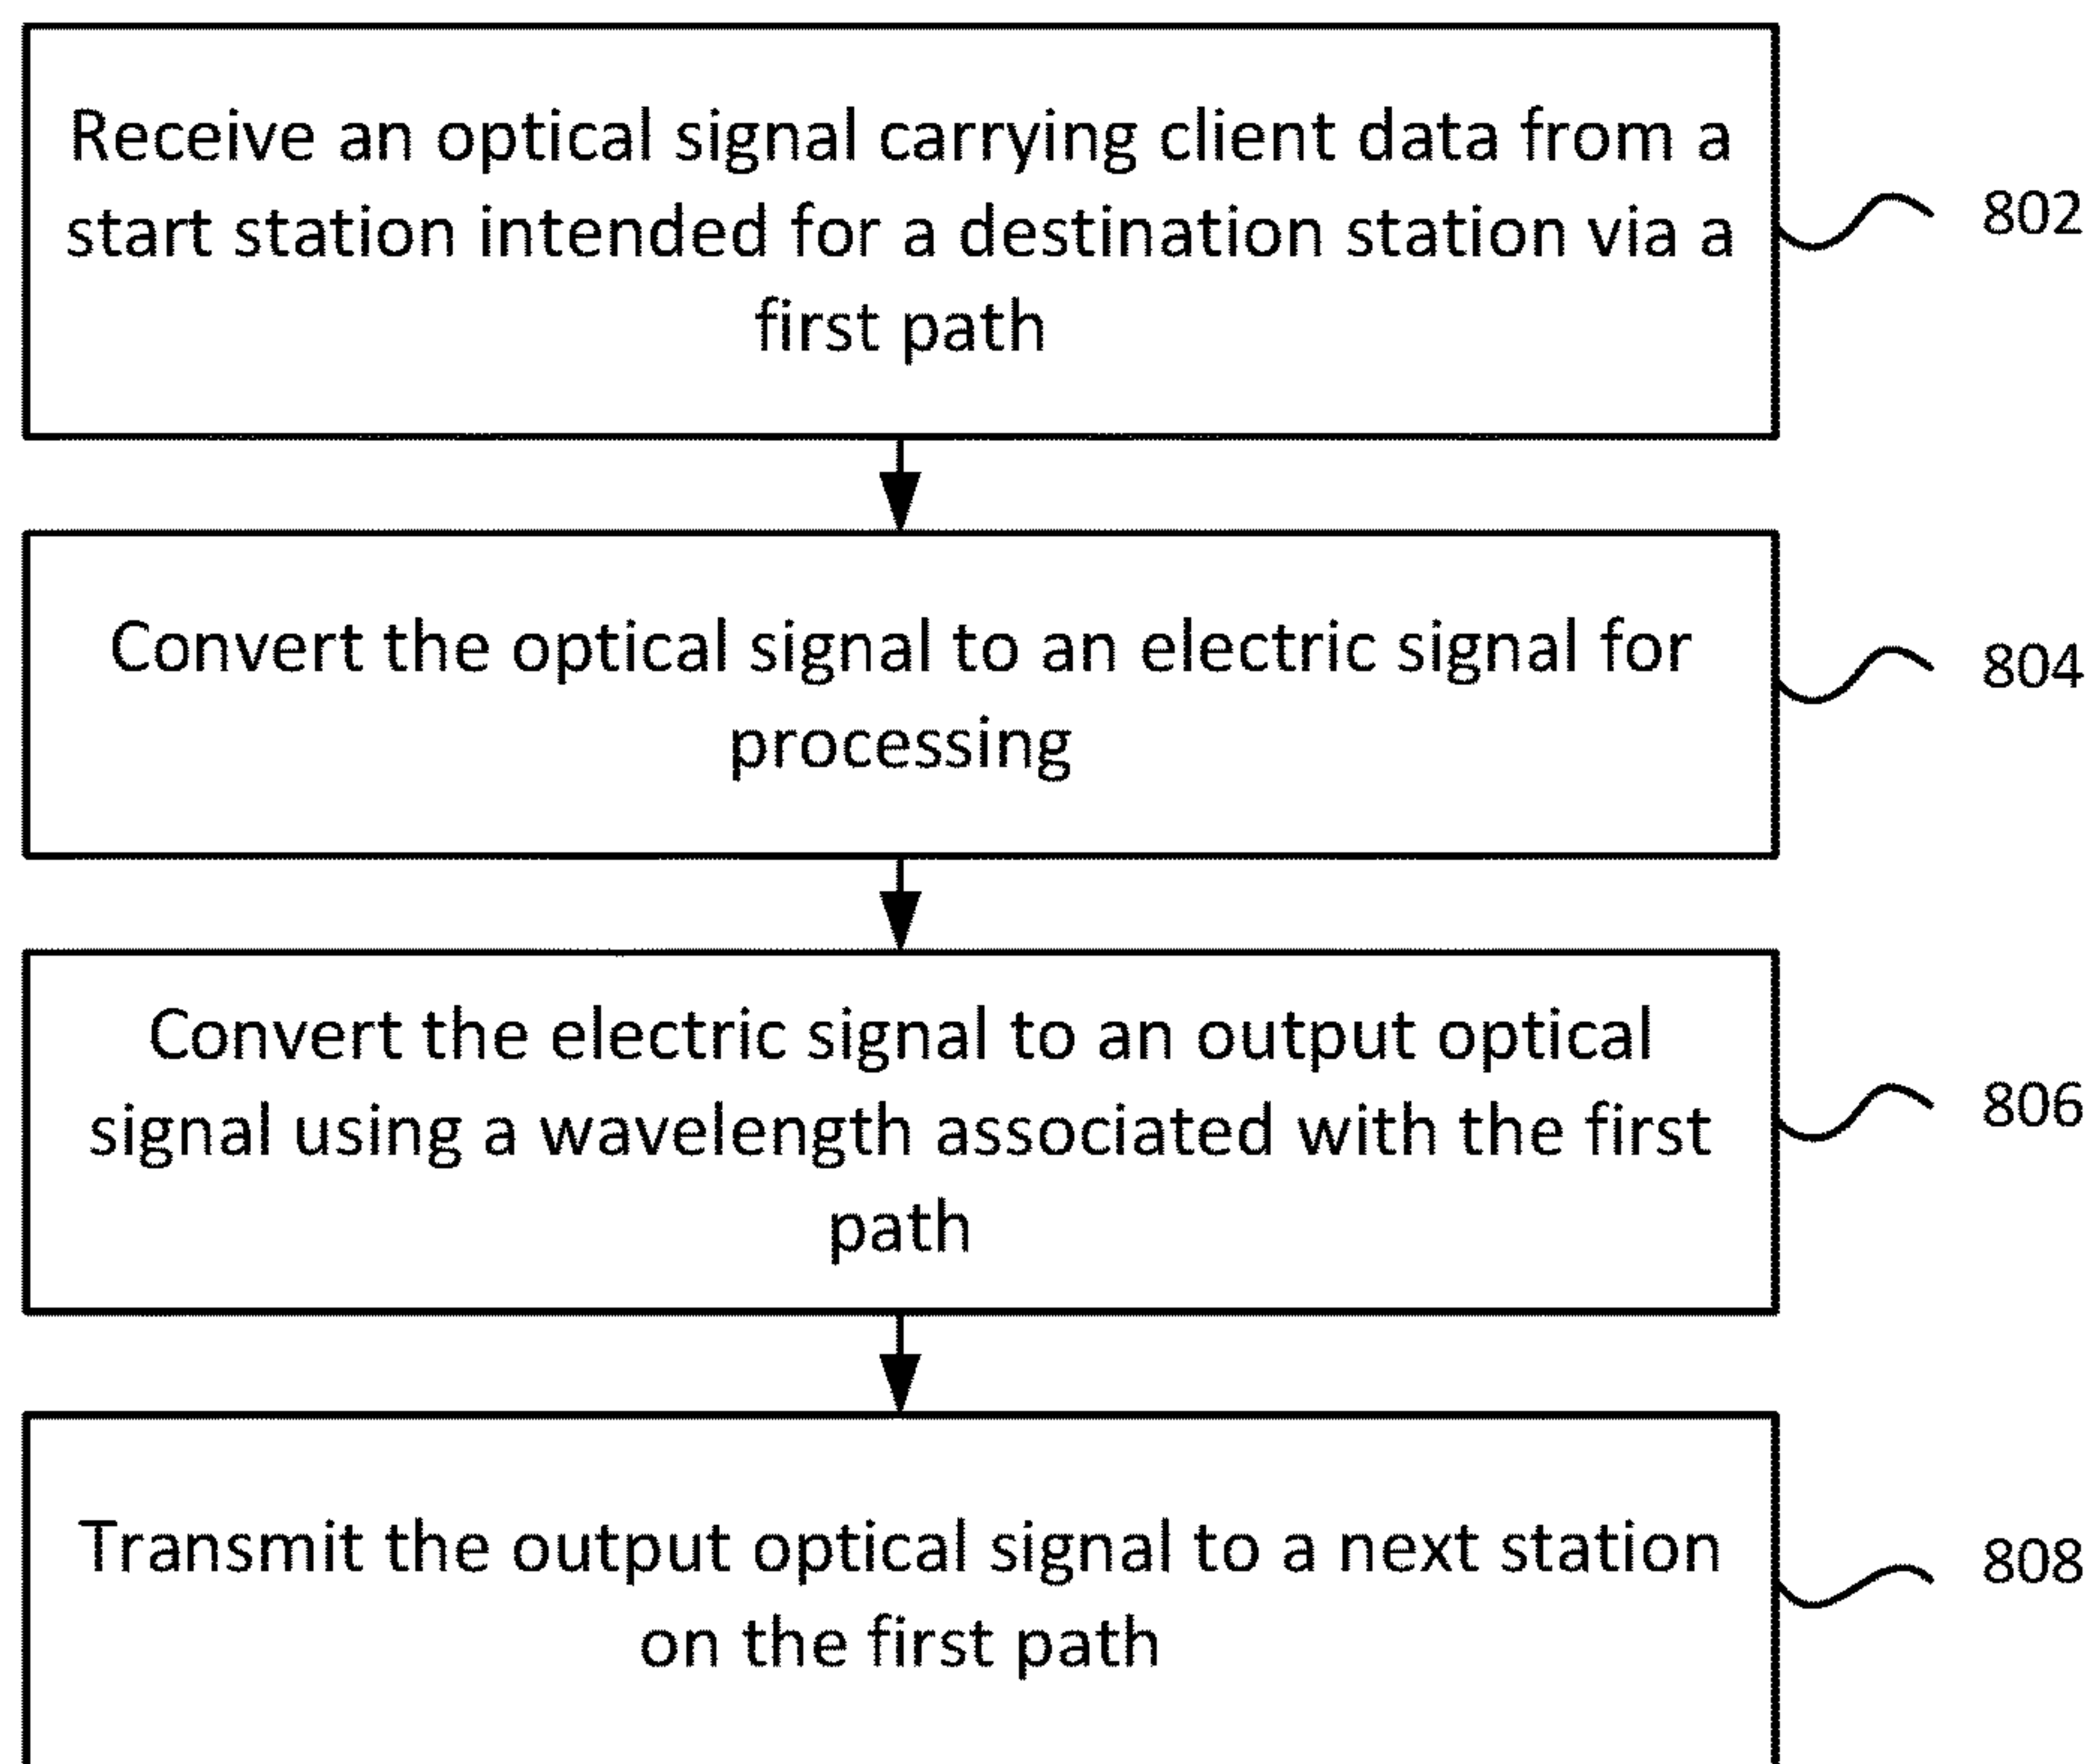 Receive an optical signal carrying client data from a
start station intended for a destination station via a
first path
802
Convert the optical signal to an electric signal for
processing
804
Convert the electric signal to an output optical
signal using a wavelength associated with the first
path
806
Transmit the output optical signal to a next station
on the first path
808